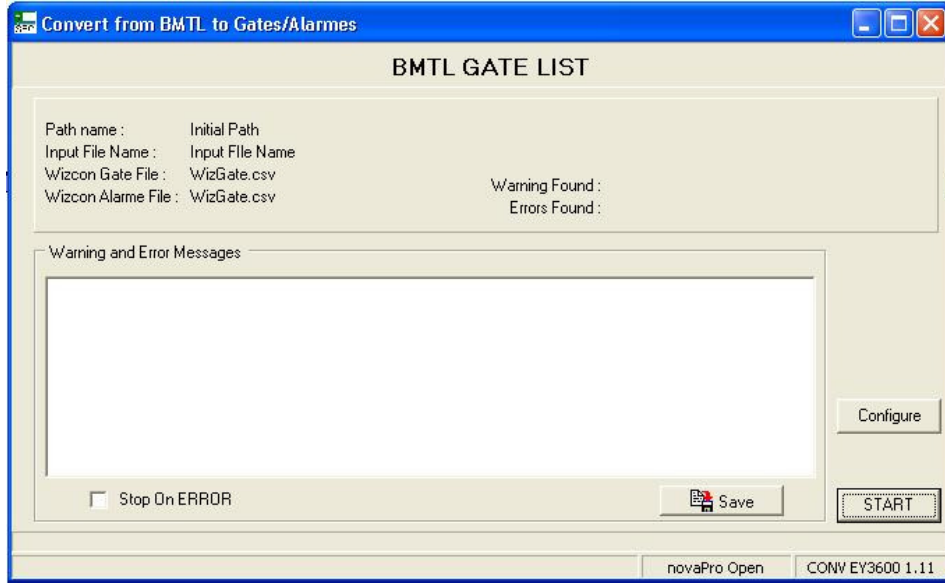 Convert from BMTL to Gates/Alarmes
BMTL GATE LIST
Path name : Initial Path
Input File Name : Input FIle Name
Wizcon Gate File : WizGate.csv
Wizcon Alarme File : WizGate.csv
Warning Found :
Errors Found :
Warning and Error Messages
Configure
Stop On ERROR
Save
START
novaPro Open
CONV EY3600 1.11